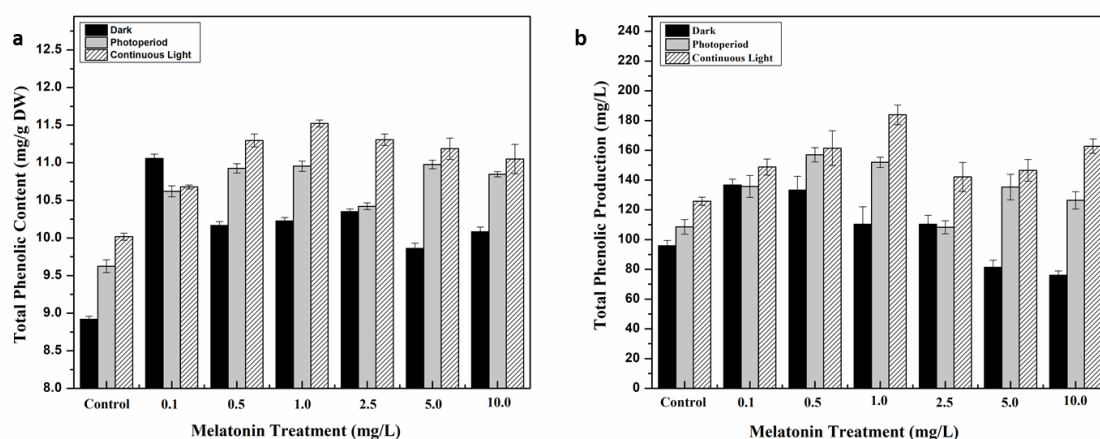 a
Dark
Photoperiod
Continuous Light
Total Phenolic Content (mg/g DW)
12.5
12.0
11.5
11.0
10.5
10.0
9.5
9.0
8.5
8.0
Control 0.1 0.5 1.0 2.5 5.0 10.0
Melatonin Treatment (mg/L)
b
Dark
Photoperiod
Continuous Light
Total Phenolic Production (mg/L)
240
220
200
180
160
140
120
100
80
60
40
20
0
Control 0.1 0.5 1.0 2.5 5.0 10.0
Melatonin Treatment (mg/L)